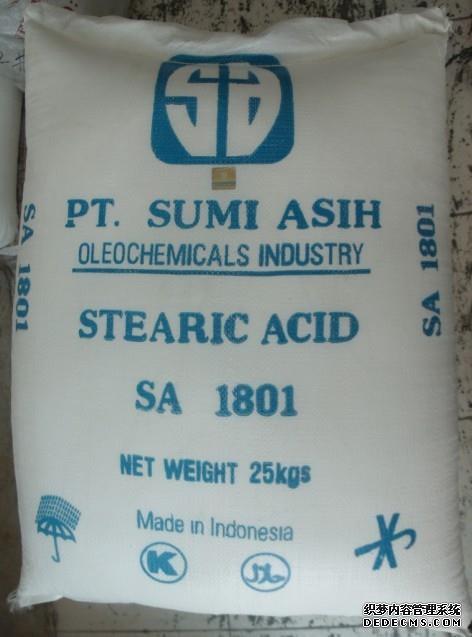 PT. SUMI ASIH
OLEOCHEMICALS INDUSTRY
SA 1801
SA 1801
STEARIC ACID
SA 1801
NET WEIGHT 25kgs
Made in Indonesia
K
织梦内容管理系统
DEDECMS.COM